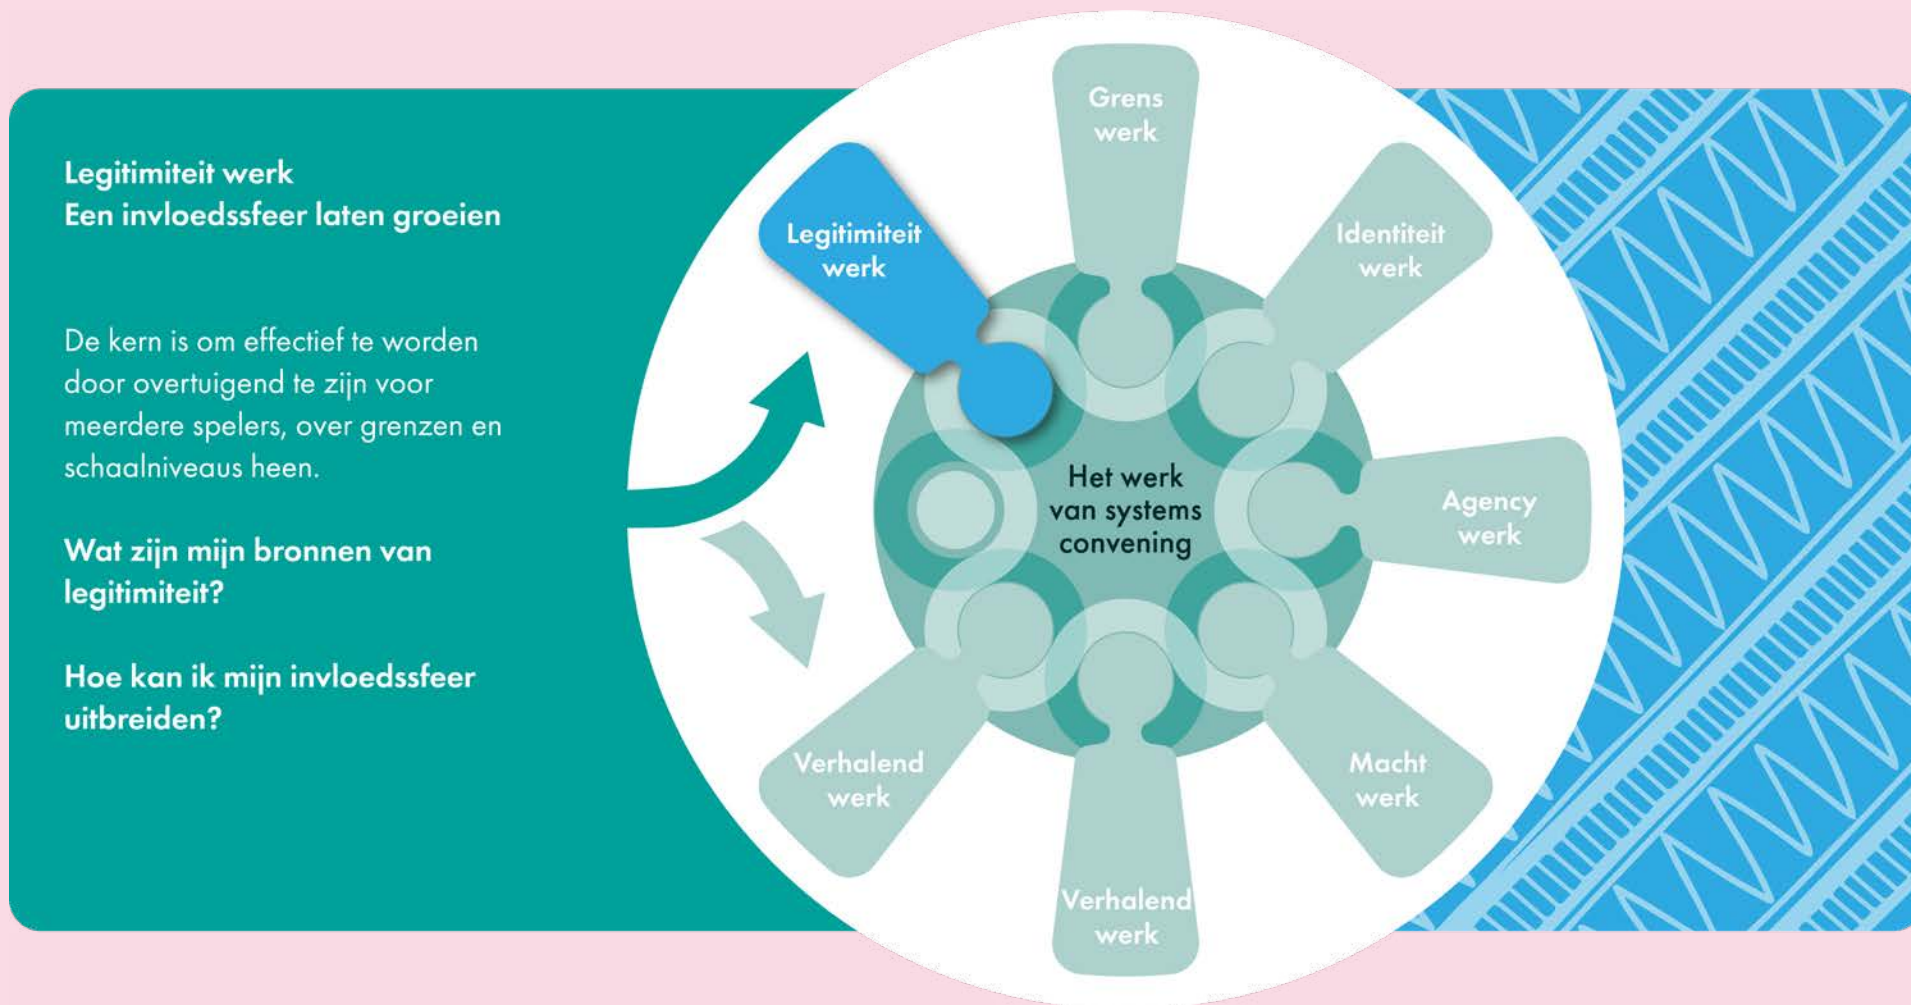 Legitimiteit werk
Een invloedssfeer laten groeien
De kern is om effectief te worden
door overtuigend te zijn voor
meerdere spelers, over grenzen en
schaalniveaus heen.
Wat zijn mijn bronnen van
legitimiteit?
Hoe kan ik mijn invloedssfeer
uitbreiden?
Grens
werk
Legitimiteit
werk
Identiteit
werk
Het werk
van systems
convening
Agency
werk
Verhalend
werk
Macht
werk
Verhalend
werk